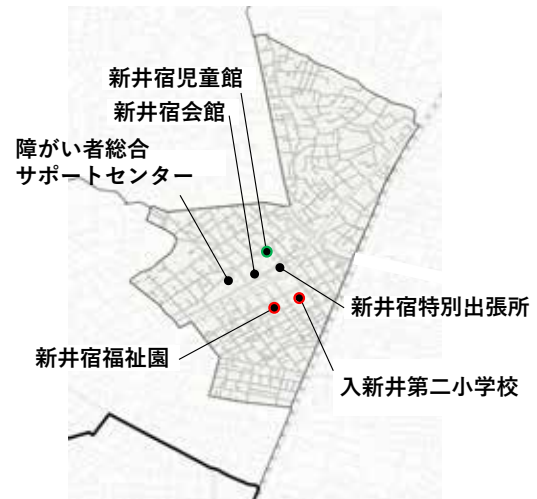 新井宿児童館
新井宿会館
障がい者総合
サポートセンター
新井宿特別出張所
新井宿福祉園
入新井第二小学校